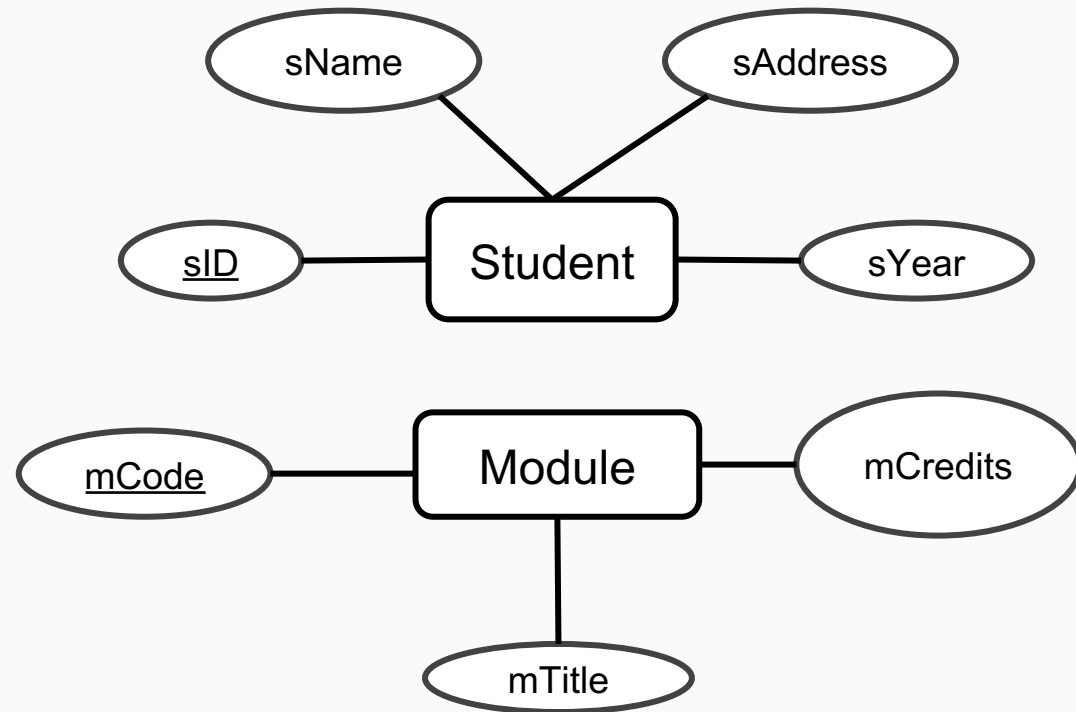 sName
sAddress
sID
Student
sYear
mCode
Module
mCredits
mTitle